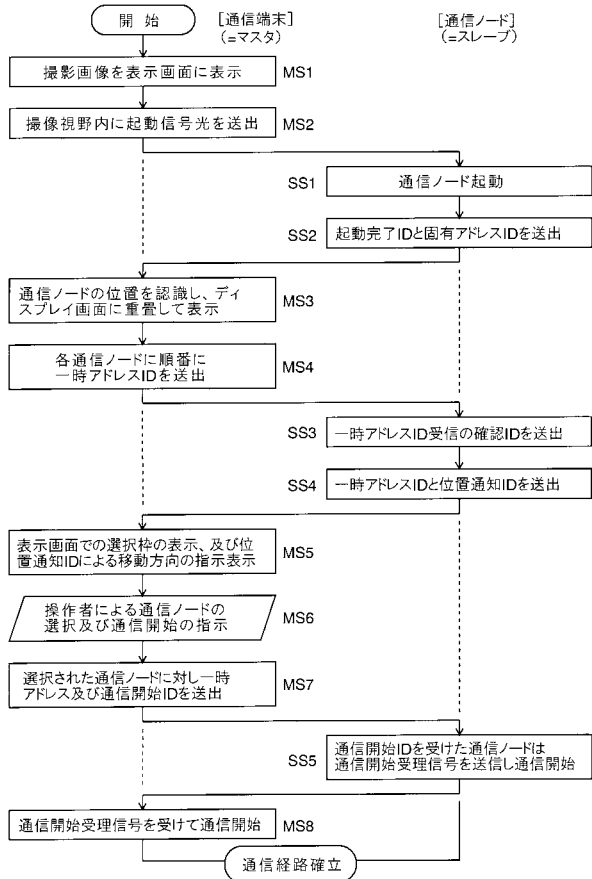 開始
[通信端末]
(=マスタ)
[通信ノード]
(=スレーブ)
撮影画像を表示画面に表示
MS1
撮像視野内に起動信号光を送出
MS2
SS1
通信ノード起動
SS2
起動完了IDと固有アドレスIDを送出
通信ノードの位置を認識し、ディ
スプレイ画面に重畳して表示
MS3
各通信ノードに順番に
一時アドレスIDを送出
MS4
SS3
一時アドレスID受信の確認IDを送出
SS4
一時アドレスIDと位置通知IDを送出
表示画面での選択枠の表示、及び位
置通知IDによる移動方向の指示表示
MS5
操作者による通信ノードの
選択及び通信開始の指示
MS6
選択された通信ノードに対し一時
アドレス及び通信開始IDを送出
MS7
SS5
通信開始IDを受けた通信ノードは
通信開始受理信号を送信し通信開始
通信開始受理信号を受けて通信開始
MS8
通信経路確立